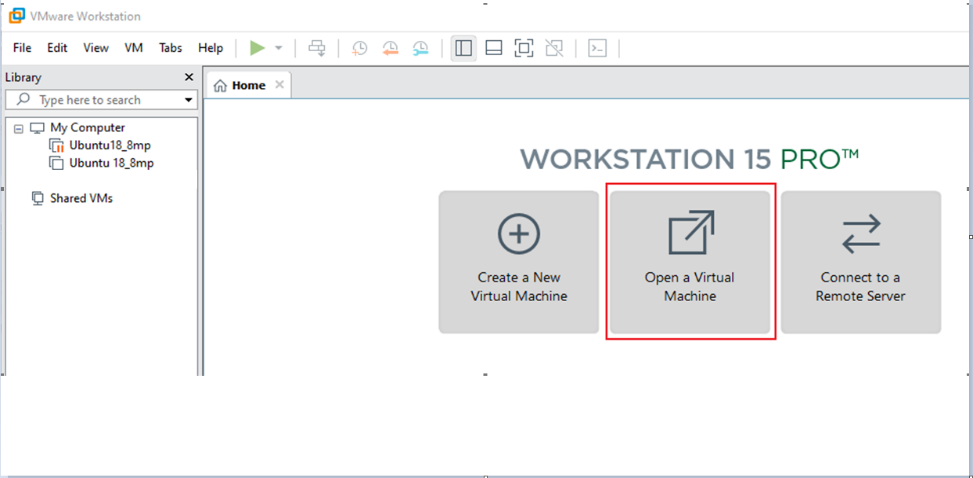 VMware Workstation
File Edit View VM Tabs Help
Library
Type here to search
My Computer
Ubuntu18_8mp
Ubuntu 18_8mp
Shared VMs
Home
WORKSTATION 15 PRO™
Create a New
Virtual Machine
Open a Virtual
Machine
Connect to a
Remote Server